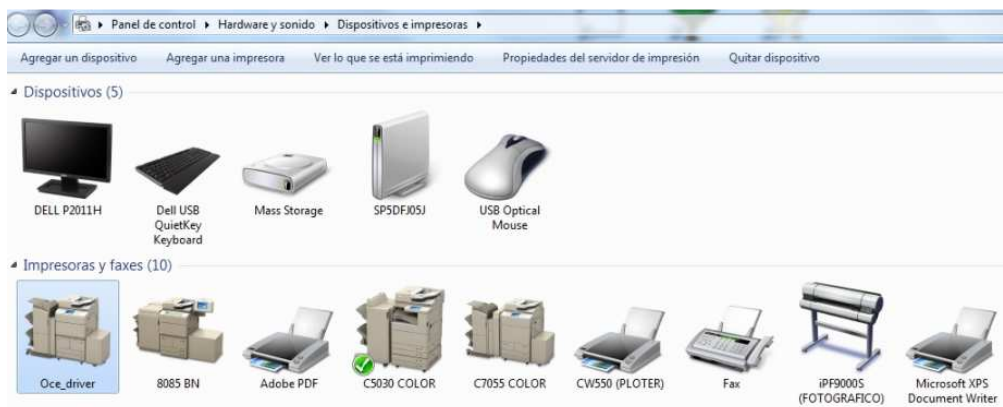 Panel de control Hardware y sonido Dispositivos e impresoras
Agregar un dispositivo Agregar una impresora Ver lo que se está imprimiendo Propiedades del servidor de impresión Quitar dispositivo
Dispositivos (5)
DELL P2011H Dell USB Mass Storage SP5DFJ05J USB Optical
QuietKey Mouse
Keyboard
Impresoras y faxes (10)
Oce_driver 8085 BN Adobe PDF C5030 COLOR C7055 COLOR CW550 (PLOTER) Fax iPF9000S Microsoft XPS
(FOTOGRAFICO) Document Writer